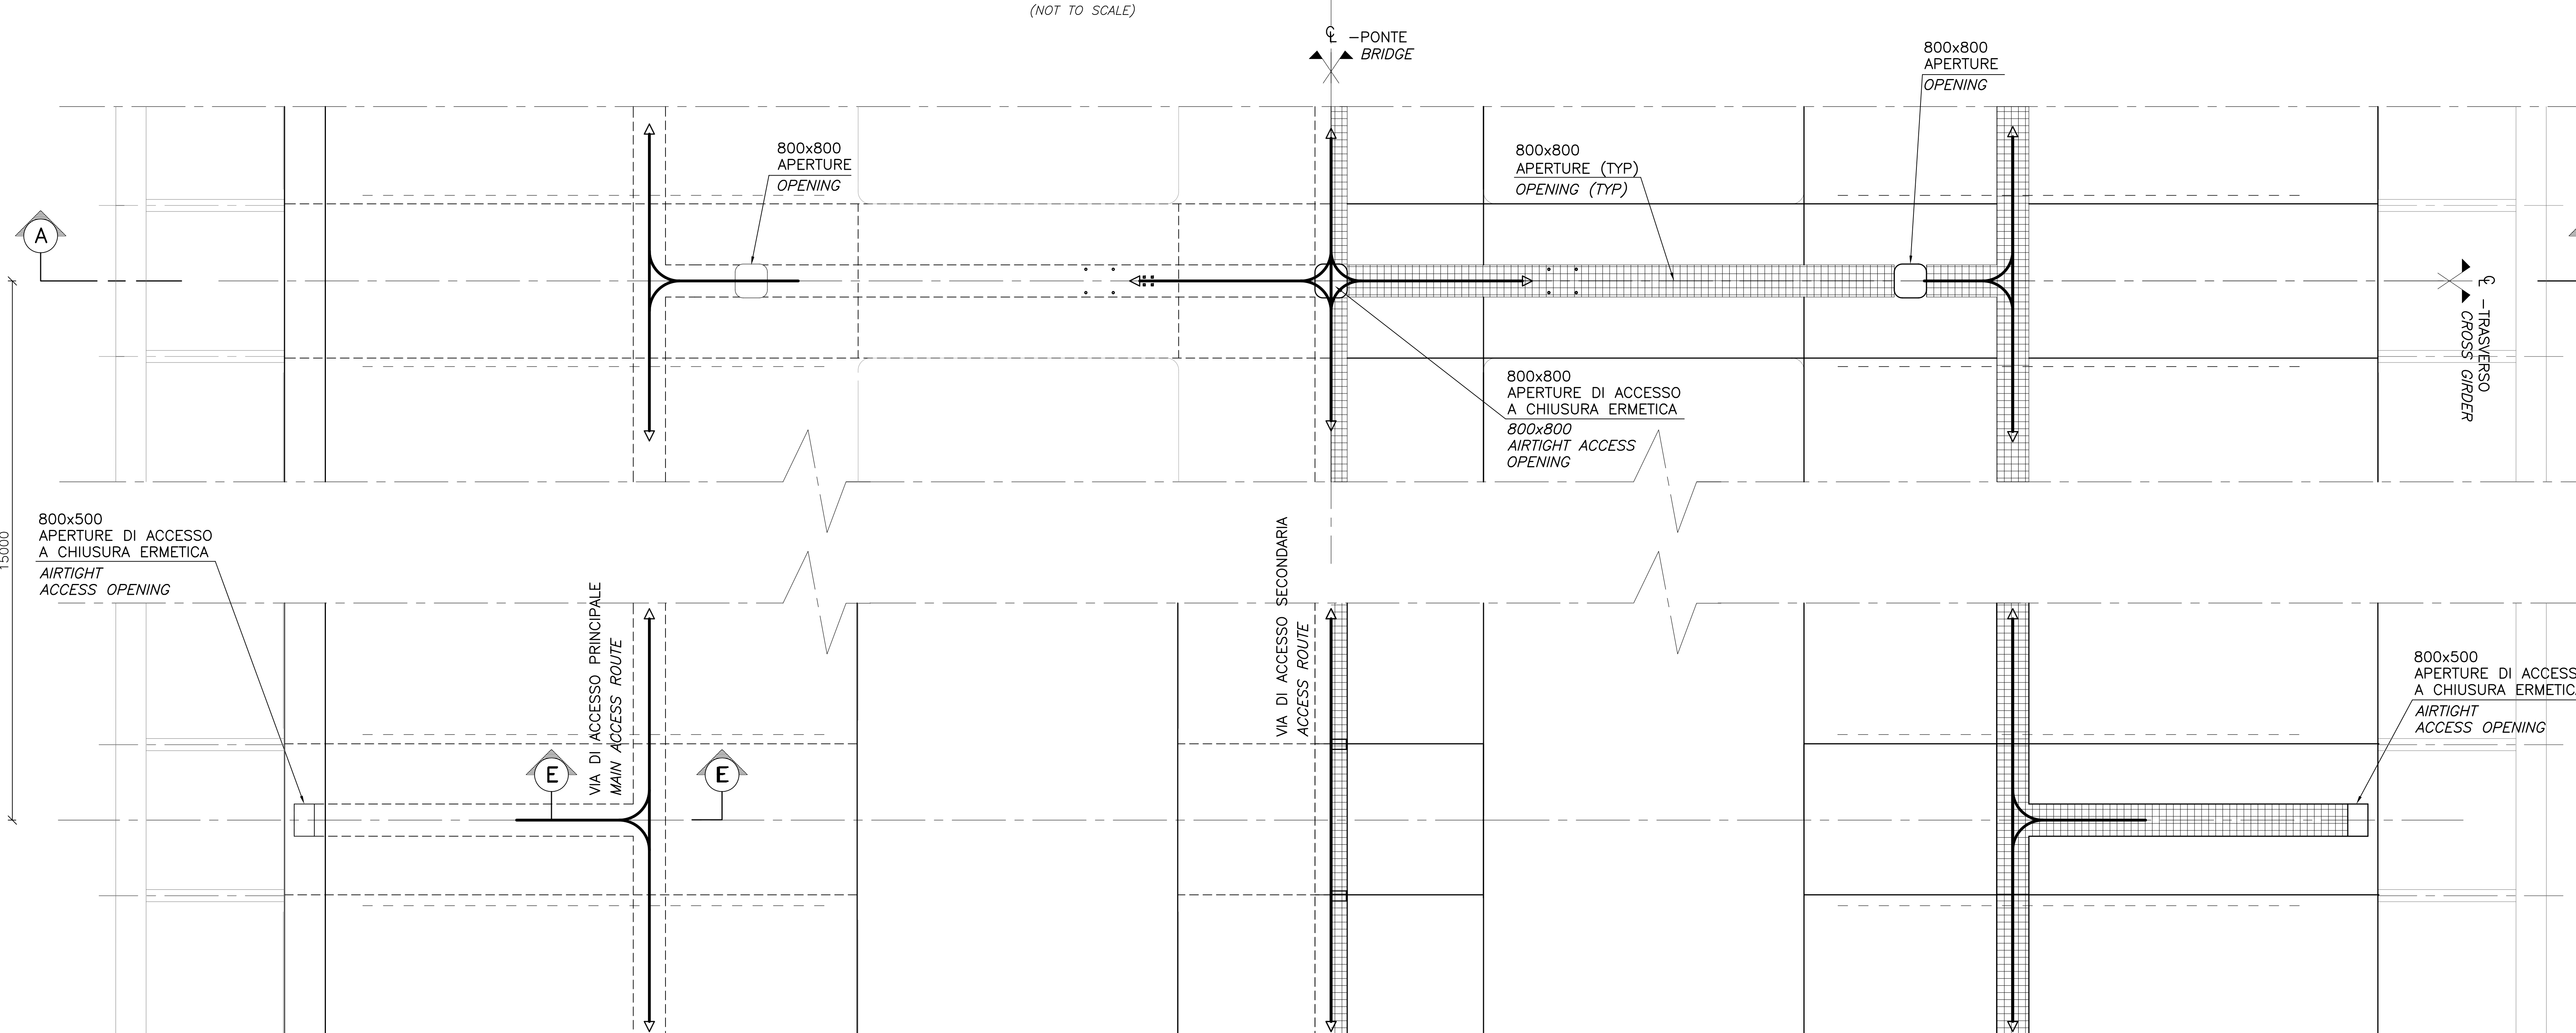 (NOT TO SCALE)
℄ -PONTE
BRIDGE
800x800
APERTURE
OPENING
800x800
APERTURE
OPENING
800x800
APERTURE (TYP)
OPENING (TYP)
A
℄ -TRASVERSO
CROSS GIRDER
800x800
APERTURE DI ACCESSO
A CHIUSURA ERMETICA
800x800
AIRTIGHT ACCESS
OPENING
15000
800x500
APERTURE DI ACCESSO
A CHIUSURA ERMETICA
AIRTIGHT
ACCESS OPENING
VIA DI ACCESSO PRINCIPALE
MAIN ACCESS ROUTE
VIA DI ACCESSO SECONDARIA
ACCESS ROUTE
800x500
APERTURE DI ACCESS
A CHIUSURA ERMETIC
AIRTIGHT
ACCESS OPENING
E
E